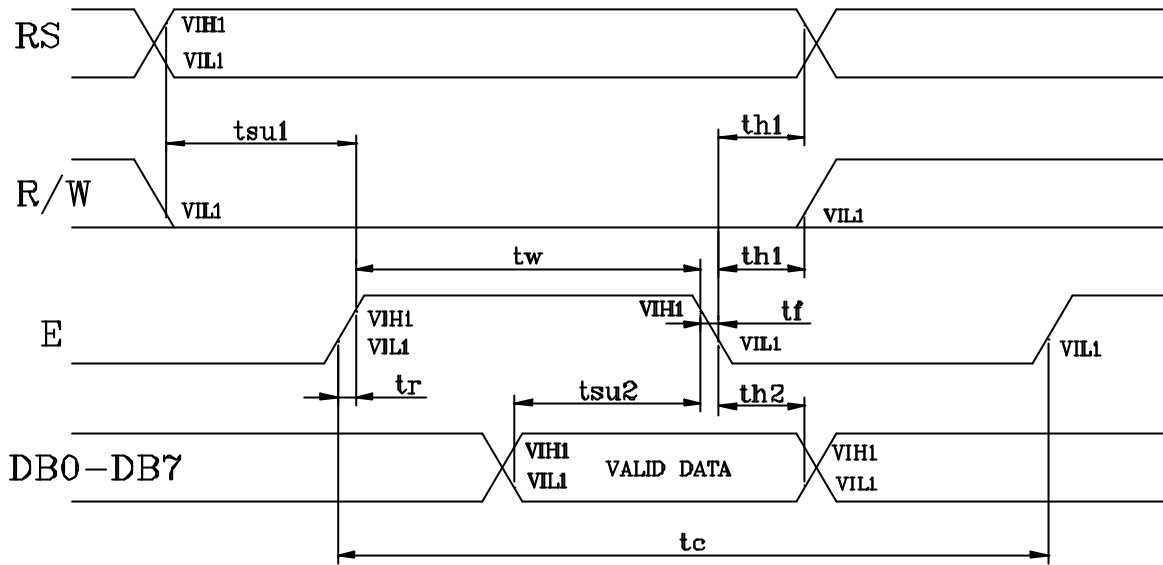 RS
VIH1
VIL1
tsu1
th1
R/W
VIL1
VIL1
tw
th1
E
VIH1
VIL1
VIH1
tf
VIL1
VIL1
tr
tsu2
th2
DB0-DB7
VIH1
VIL1
VALID DATA
VIH1
VIL1
tc